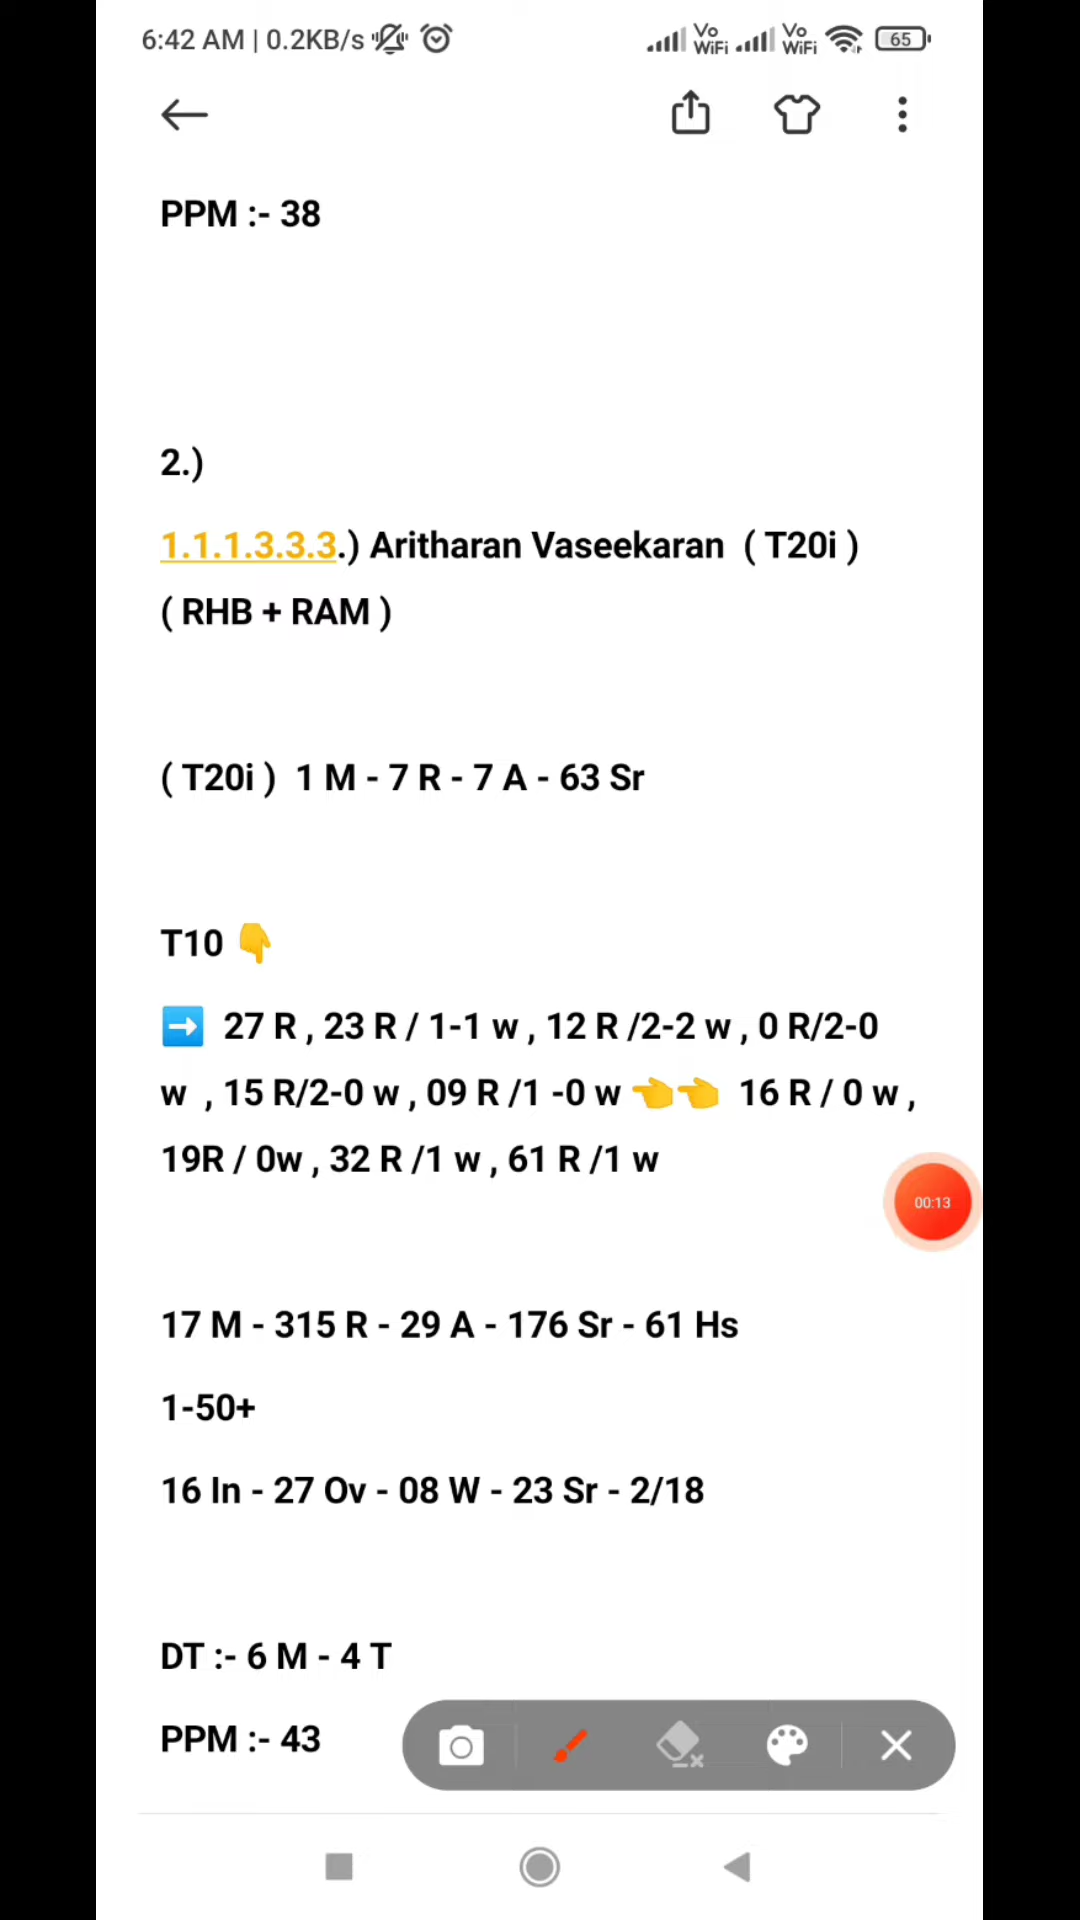 6:42 AM | 0.2KB/s Vo WiFi Vo WiFi 65
PPM :- 38
2.)
1.1.1.3.3.3.) Aritharan Vaseekaran ( T20i )
( RHB + RAM )
( T20i ) 1 M - 7 R - 7 A - 63 Sr
T10 👇
➡️ 27 R , 23 R / 1-1 w , 12 R /2-2 w , 0 R/2-0
w , 15 R/2-0 w , 09 R /1 -0 w 👈👈 16 R / 0 w ,
19R / 0w , 32 R /1 w , 61 R /1 w
00:13
17 M - 315 R - 29 A - 176 Sr - 61 Hs
1-50+
16 In - 27 Ov - 08 W - 23 Sr - 2/18
DT :- 6 M - 4 T
PPM :- 43